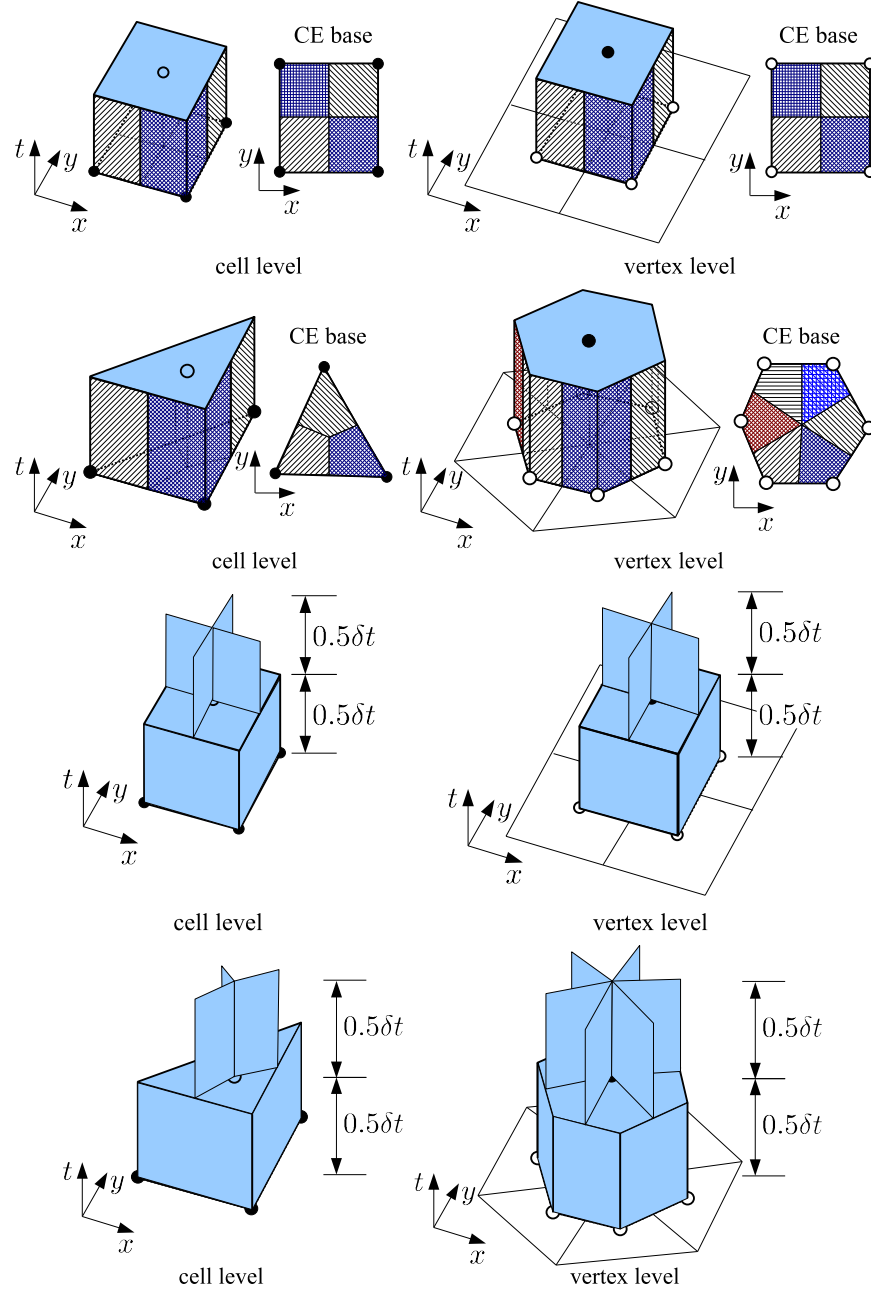 CE base
CE base
t
y
x
y
x
t
y
x
y
x
cell level
vertex level
CE base
CE base
t
y
x
y
x
t
y
x
y
x
cell level
vertex level
0.5δt
0.5δt
0.5δt
0.5δt
t
y
x
t
y
x
cell level
vertex level
0.5δt
0.5δt
0.5δt
0.5δt
t
y
x
t
y
x
cell level
vertex level